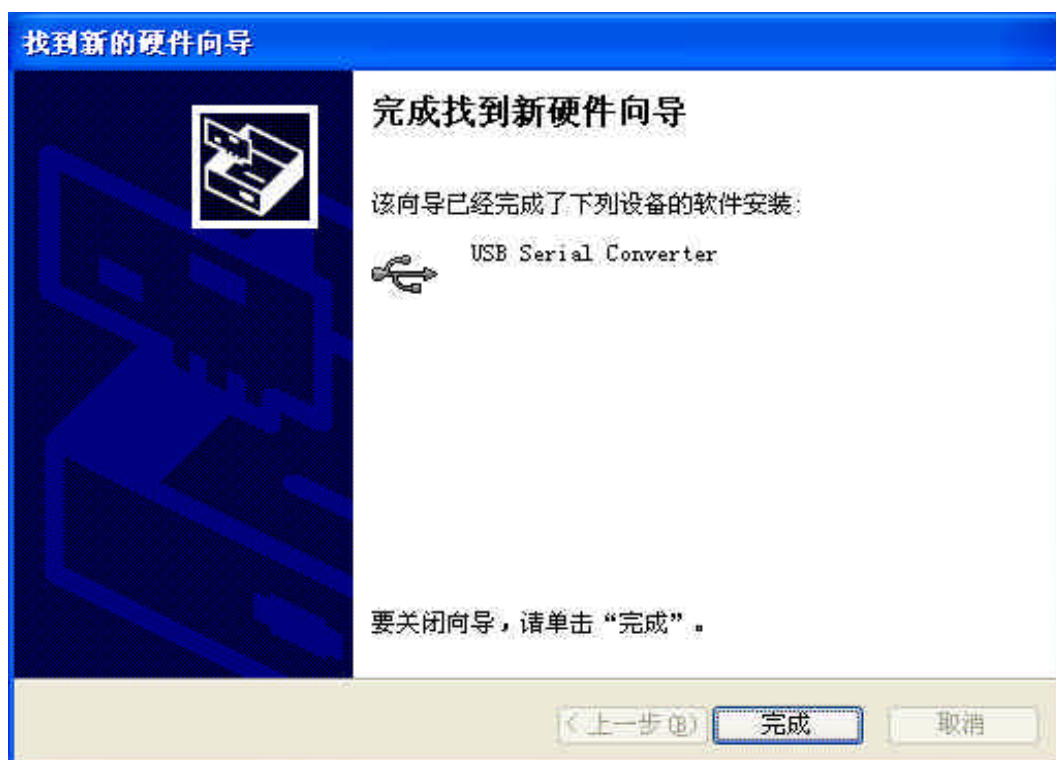 找到新的硬件向导
完成找到新硬件向导
该向导已经完成了下列设备的软件安装:
USB Serial Converter
要关闭向导，请单击“完成”。
<上一步(B)
完成
取消